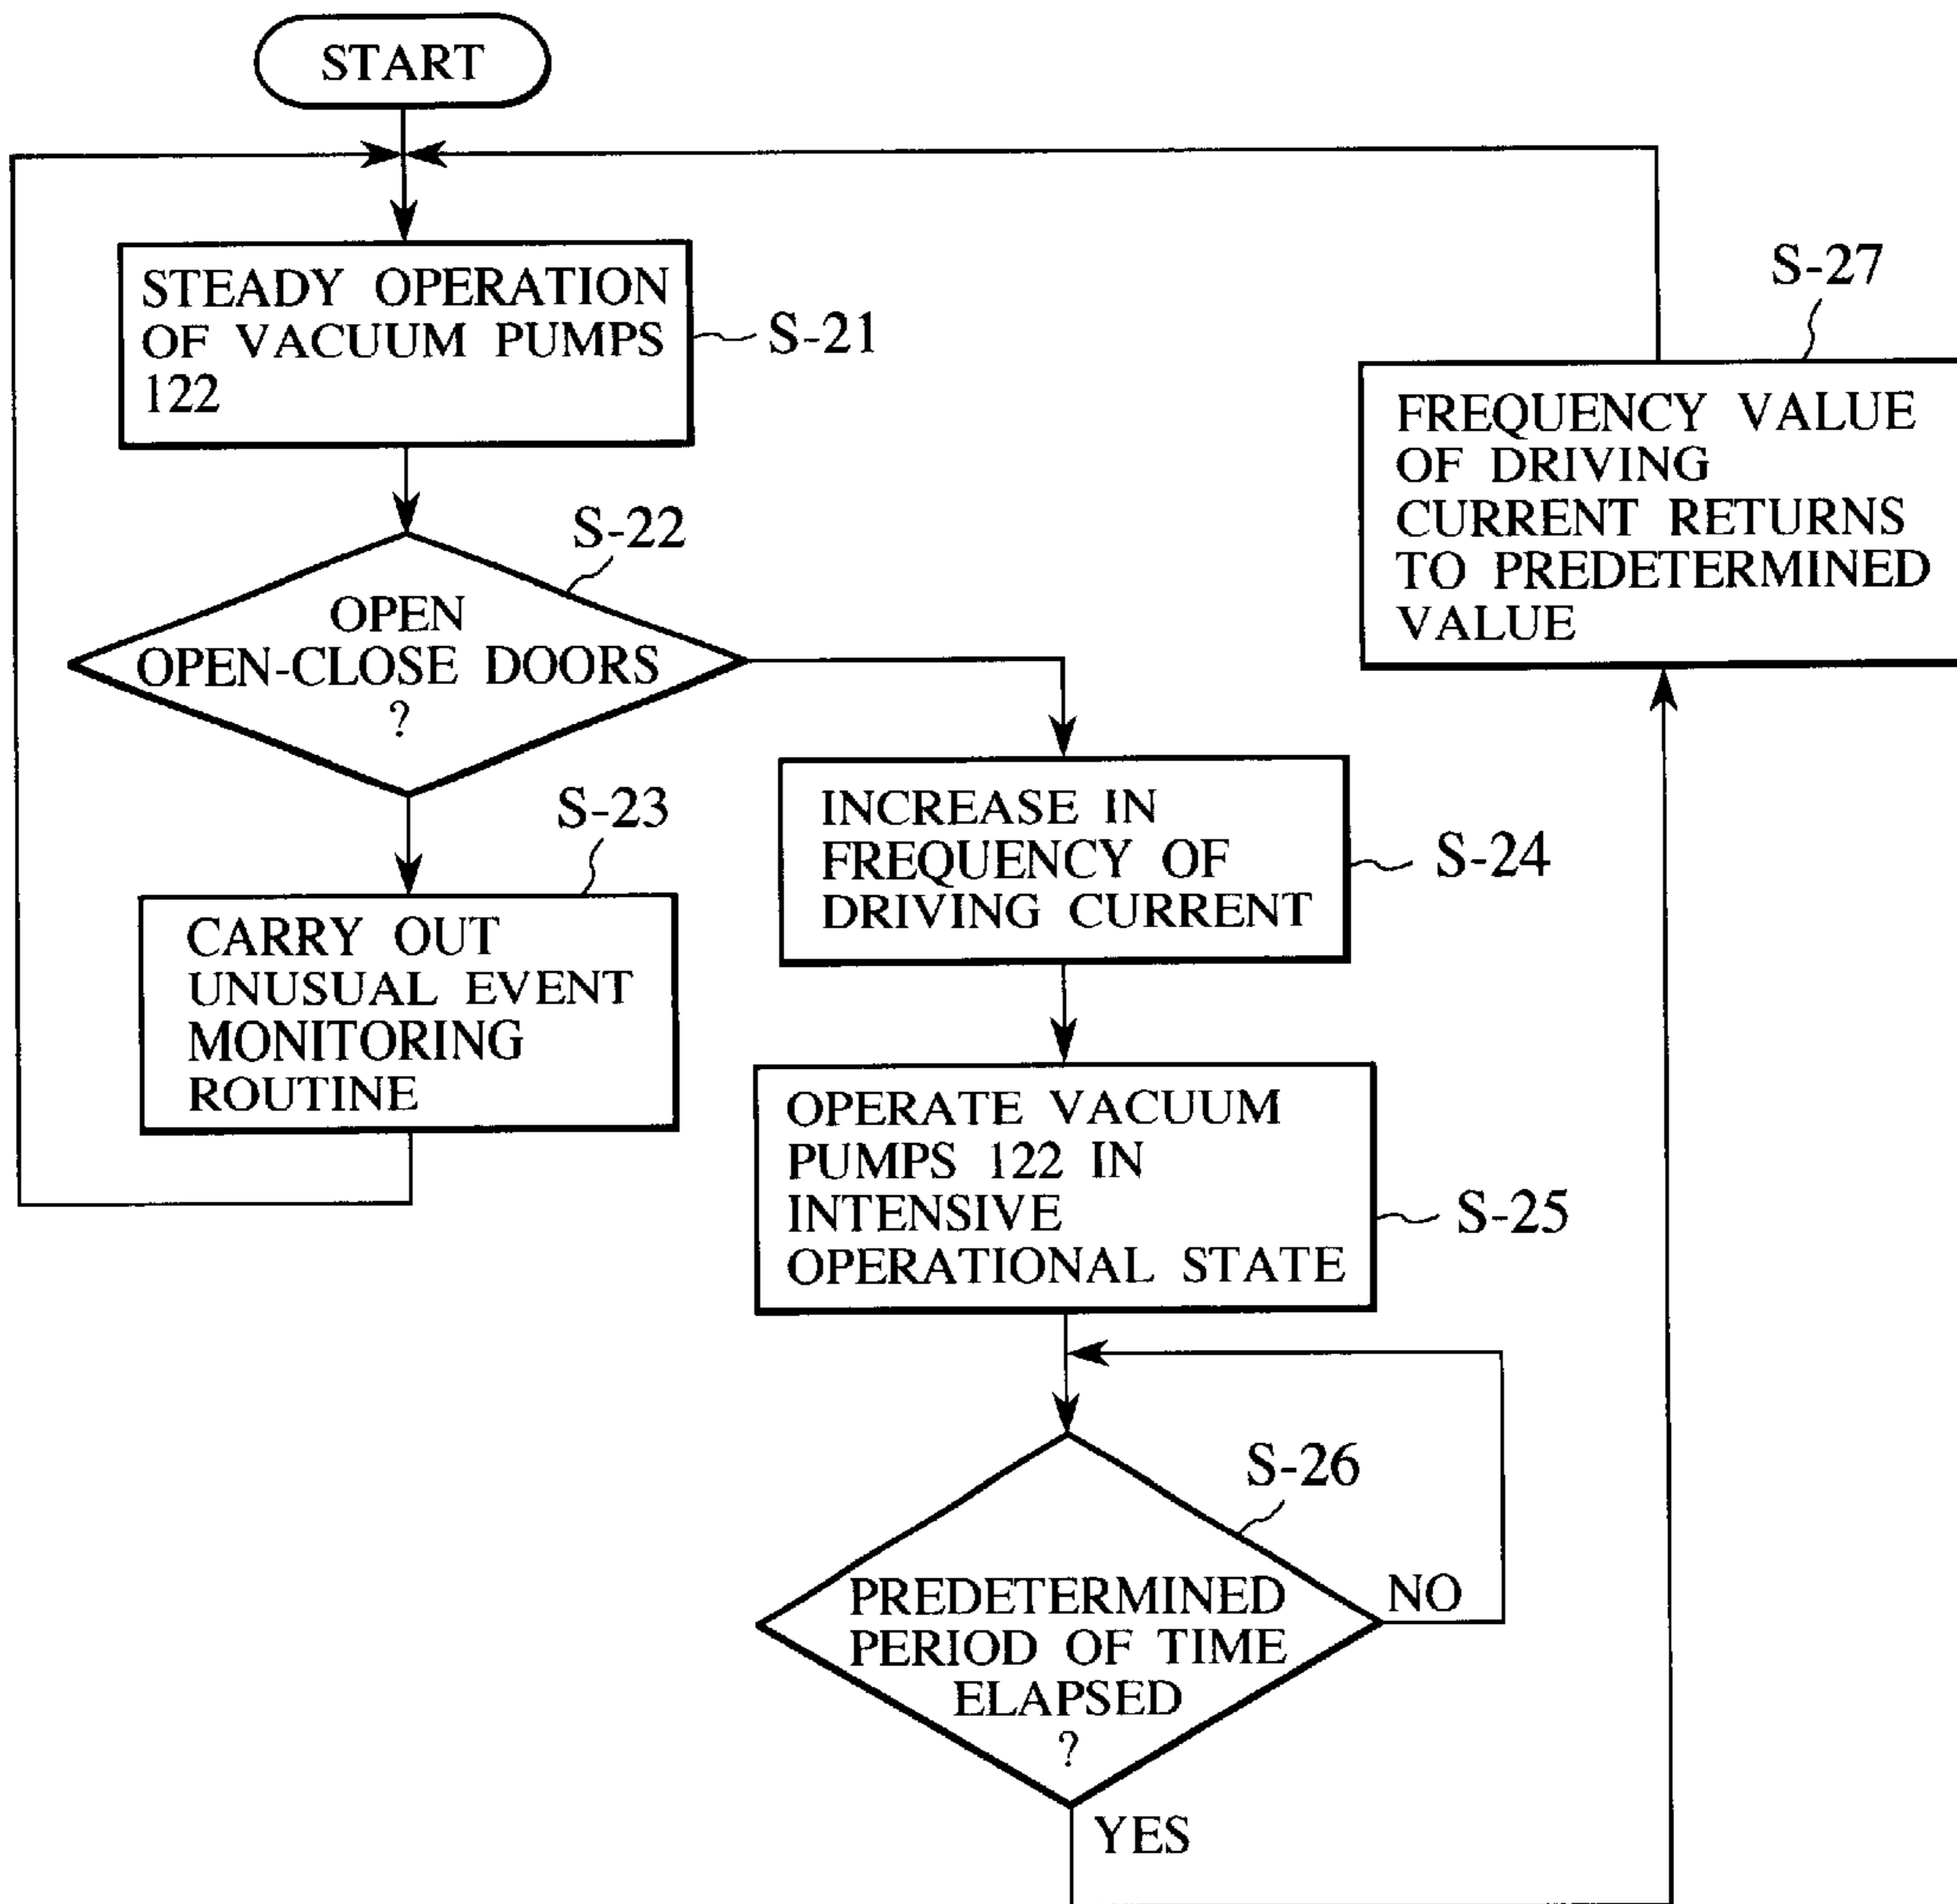 START
STEADY OPERATION
OF VACUUM PUMPS
122
S-21
S-22
OPEN
OPEN-CLOSE DOORS
?
S-23
CARRY OUT
UNUSUAL EVENT
MONITORING
ROUTINE
INCREASE IN
FREQUENCY OF
DRIVING CURRENT
S-24
OPERATE VACUUM
PUMPS 122 IN
INTENSIVE
OPERATIONAL STATE
S-25
S-26
PREDETERMINED
PERIOD OF TIME
ELAPSED
?
NO
YES
S-27
FREQUENCY VALUE
OF DRIVING
CURRENT RETURNS
TO PREDETERMINED
VALUE